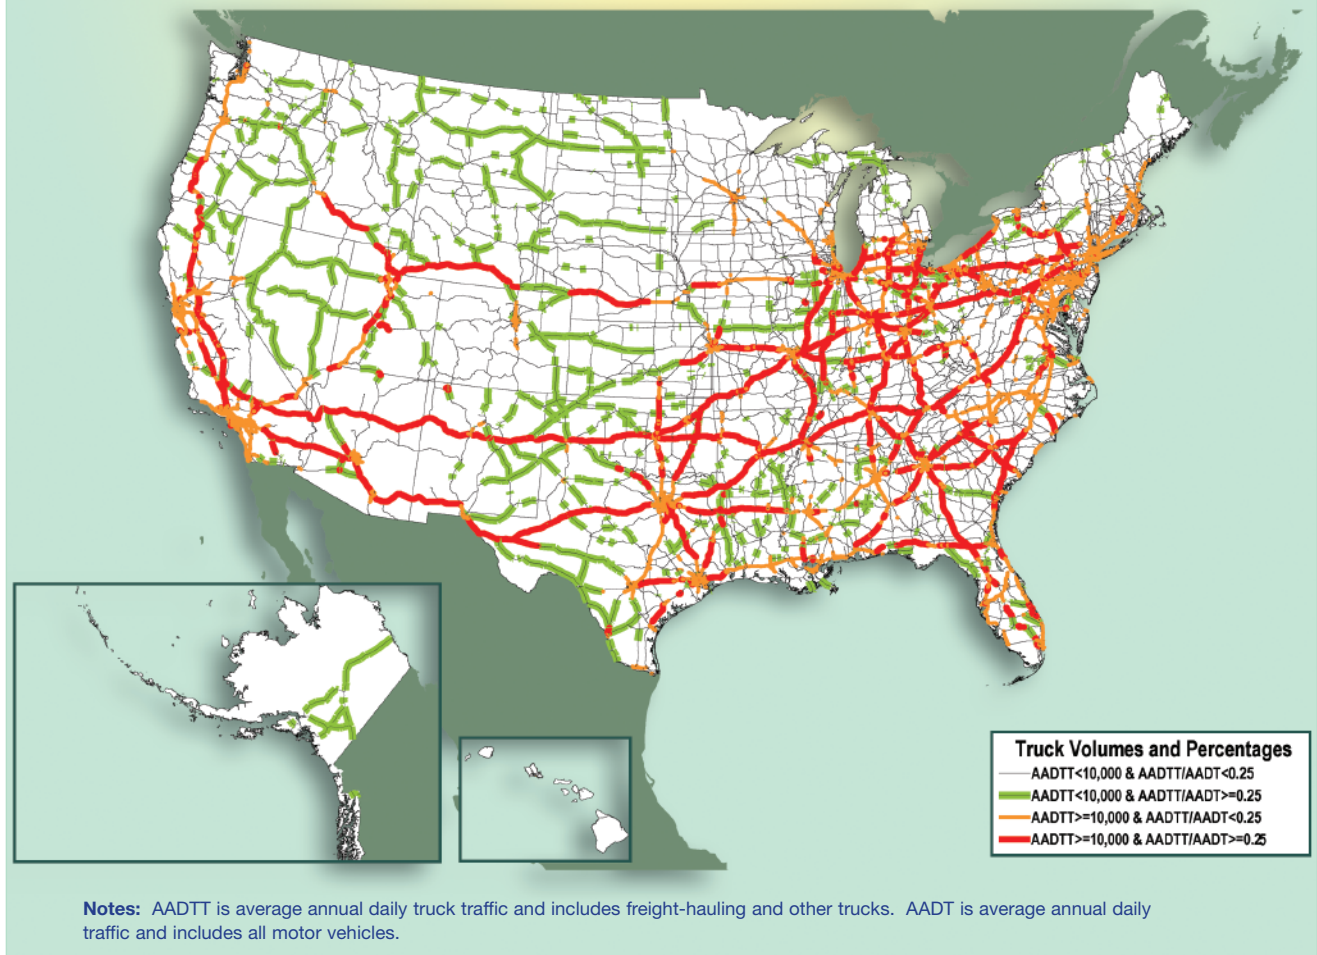 Truck Volumes and Percentages
AADTT<10,000 & AADTT/AADT<0.25
AADTT<10,000 & AADTT/AADT>=0.25
AADTT>=10,000 & AADTT/AADT<0.25
AADTT>=10,000 & AADTT/AADT>=0.25
Notes: AADTT is average annual daily truck traffic and includes freight-hauling and other trucks. AADT is average annual daily
traffic and includes all motor vehicles.